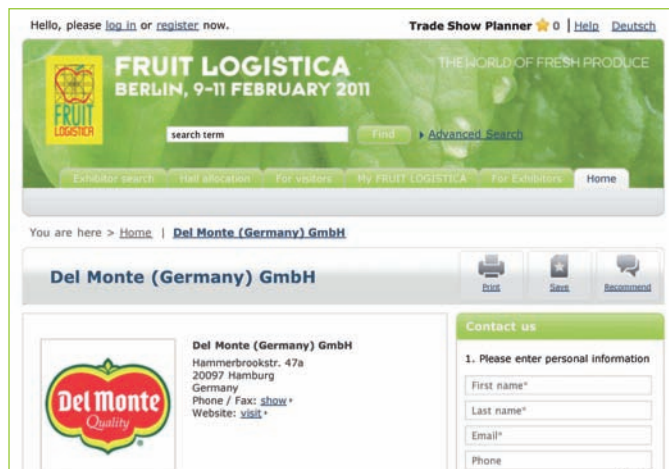 Hello, please log in or register now.
Trade Show Planner 0 | Help Deutsch
FRUIT LOGISTICA
BERLIN, 9-11 FEBRUARY 2011
THE WORLD OF FRESH PRODUCE
FRUIT
LOGISTICA
search term
Find
Advanced Search
Exhibitor search
Hall allocation
For visitors
My FRUIT LOGISTICA
For Exhibitors
Home
You are here > Home | Del Monte (Germany) GmbH
Del Monte (Germany) GmbH
Print
Save
Recommend
Del Monte
Quality
Del Monte (Germany) GmbH
Hammerbrookstr. 47a
20097 Hamburg
Germany
Phone / Fax: show
Website: visit
Contact us
1. Please enter personal information
First name*
Last name*
Email*
Phone